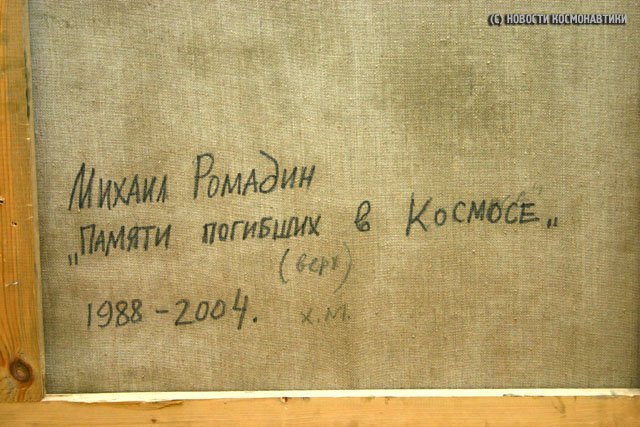 (C) НОВОСТИ КОСМОНАВТИКИ
МИХАИЛ РОМАДИН
„ПАМЯТИ ПОГИБШИХ В КОСМОСЕ„
(верх)
1988 – 2004. х.м.